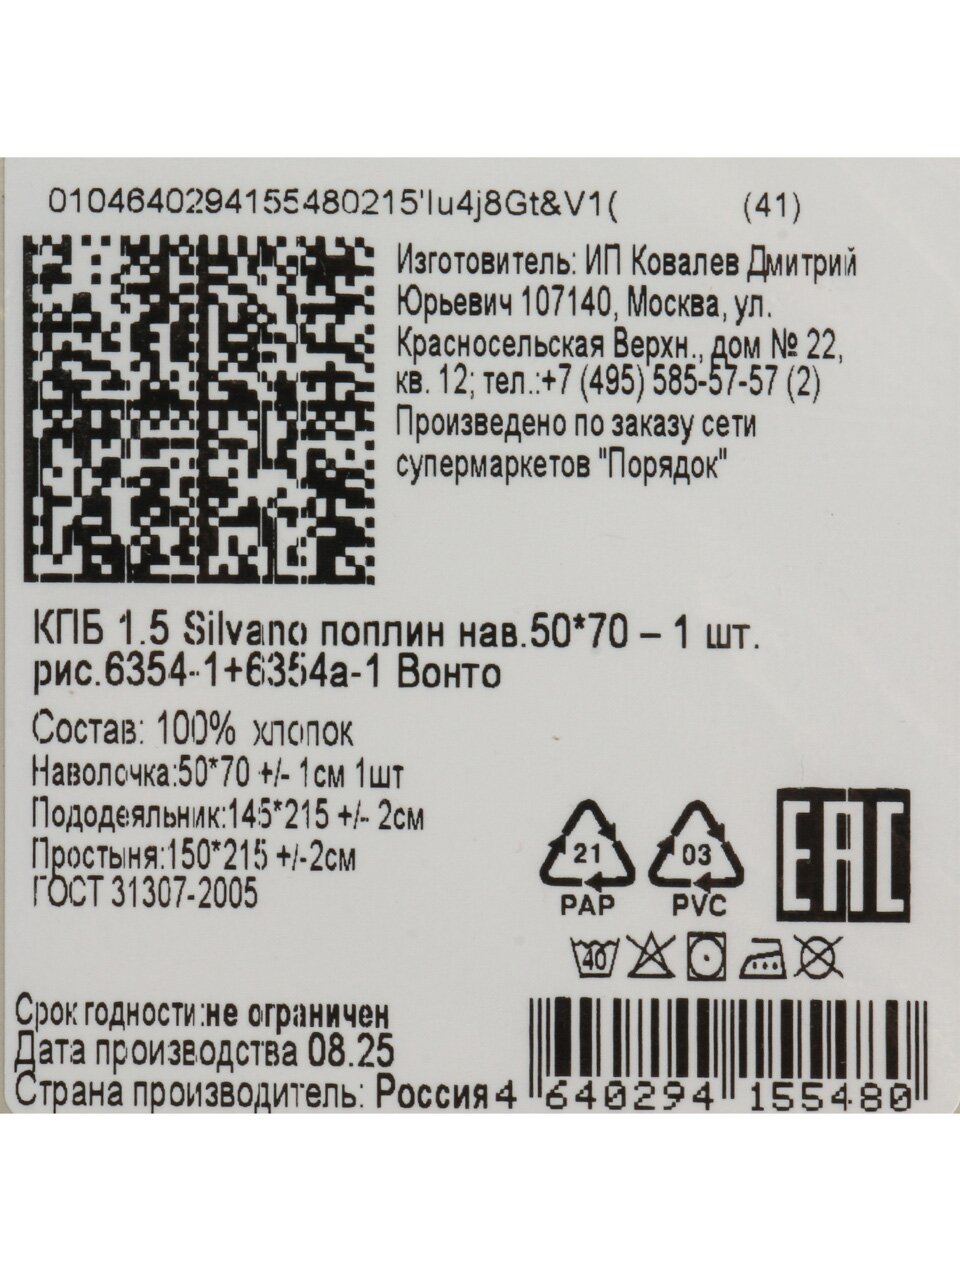 0104640294155480215'Iu4j8Gt&V1( (41)
Изготовитель: ИП Ковалев Дмитрий
Юрьевич 107140, Москва, ул.
Красносельская Верхн., дом № 22,
кв. 12; тел.:+7 (495) 585-57-57 (2)
Произведено по заказу сети
супермаркетов "Порядок"
КПБ 1.5 Silvano поплин нав.50*70 – 1 шт.
рис.6354-1+6354а-1 Вонто
Состав: 100% хлопок
Наволочка:50*70 +/- 1см 1шт
Пододеяльник:145*215 +/- 2см
Простыня:150*215 +/-2см
ГОСТ 31307-2005
21 03 EAC
PAP PVC
40
Срок годности:не ограничен
Дата производства 08.25
Страна производитель: Россия
4 640294 155480